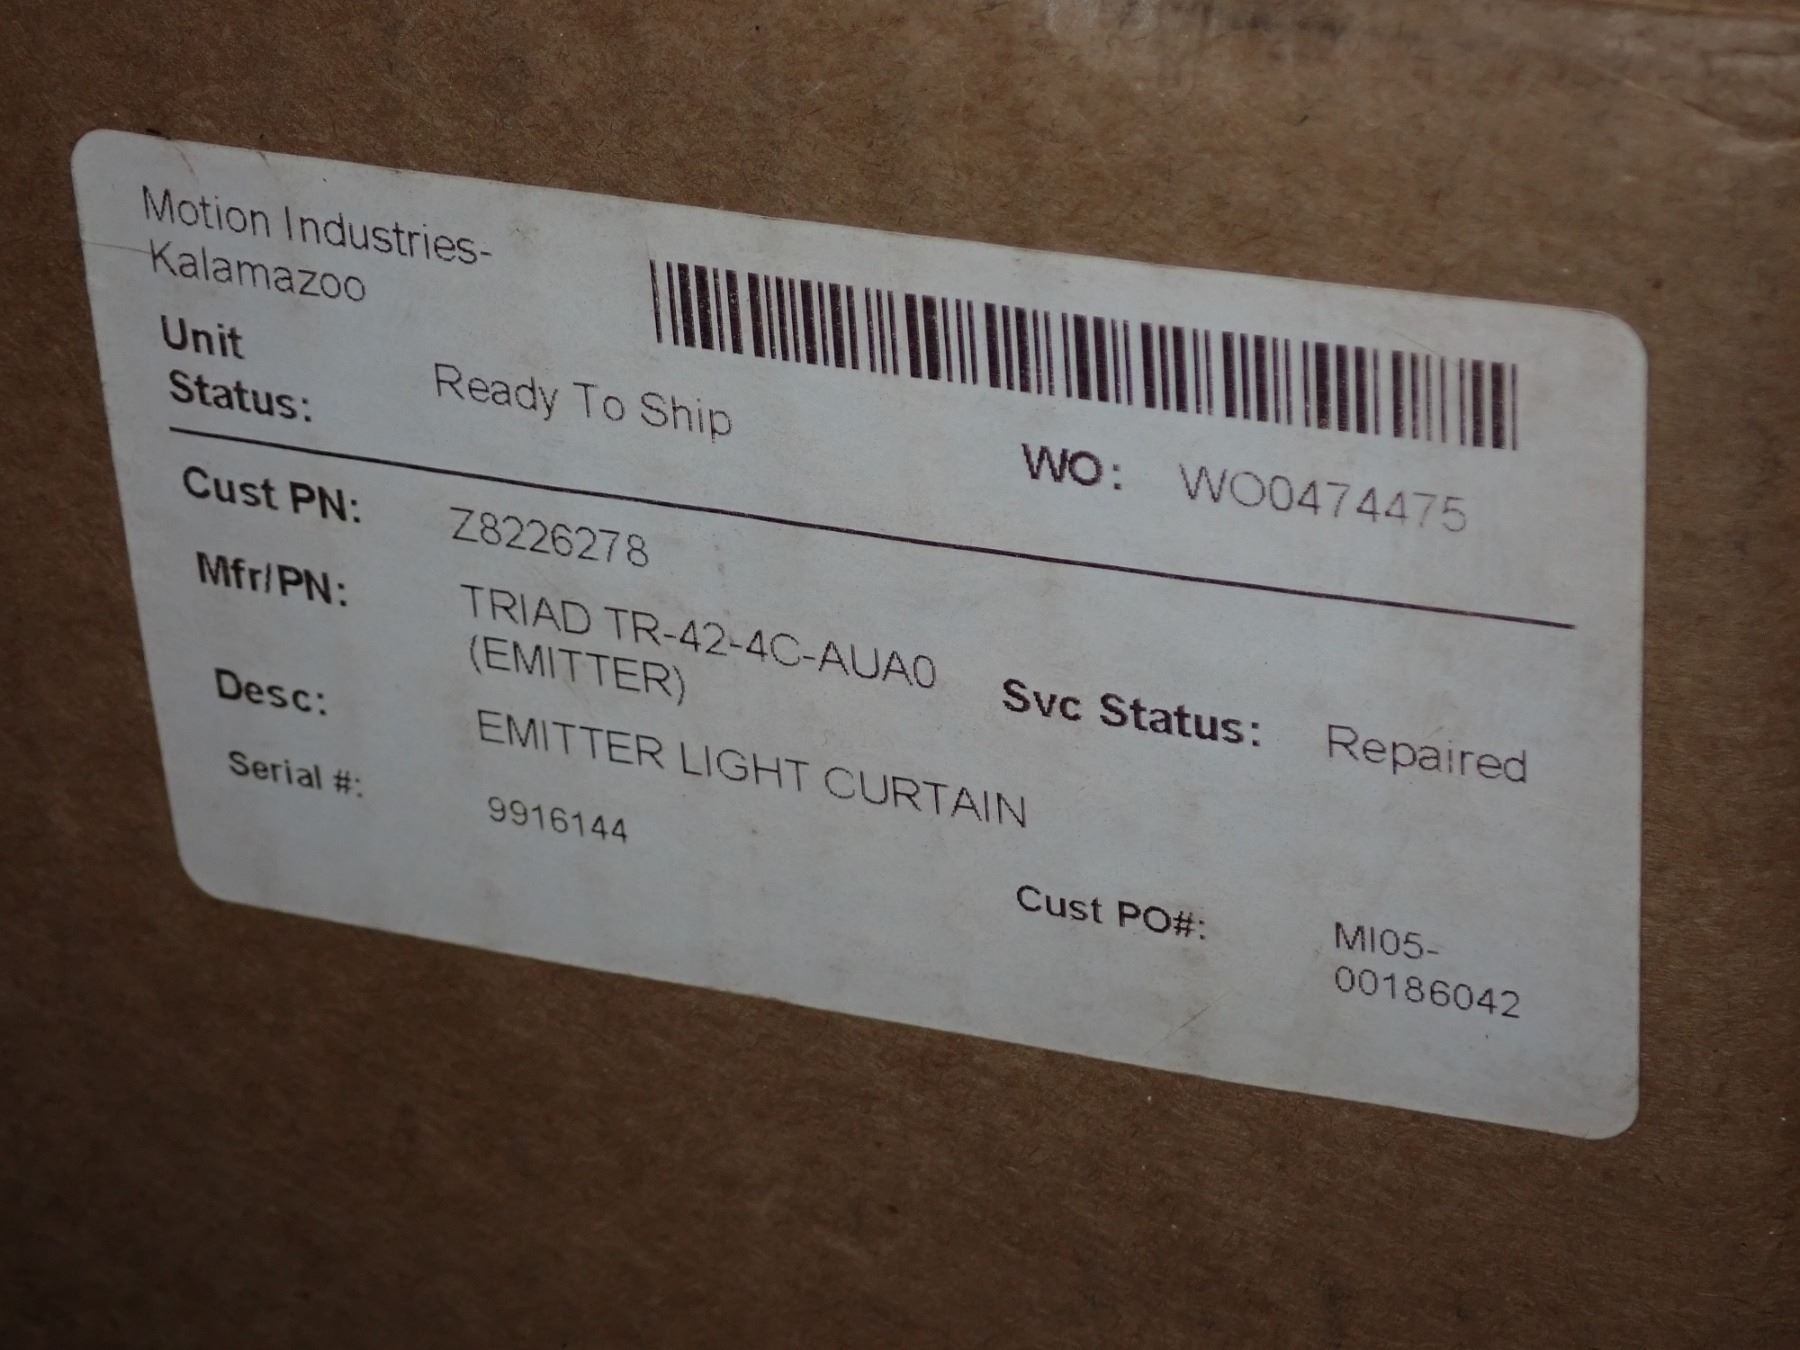 Motion Industries-
Kalamazoo
Unit
Status: Ready To Ship
WO: WO0474475
Cust PN: Z8226278
Mfr/PN: TRIAD TR-42-4C-AUA0
(EMITTER)
Svc Status: Repaired
Desc: EMITTER LIGHT CURTAIN
Serial #: 9916144
Cust PO#: MI05-
00186042